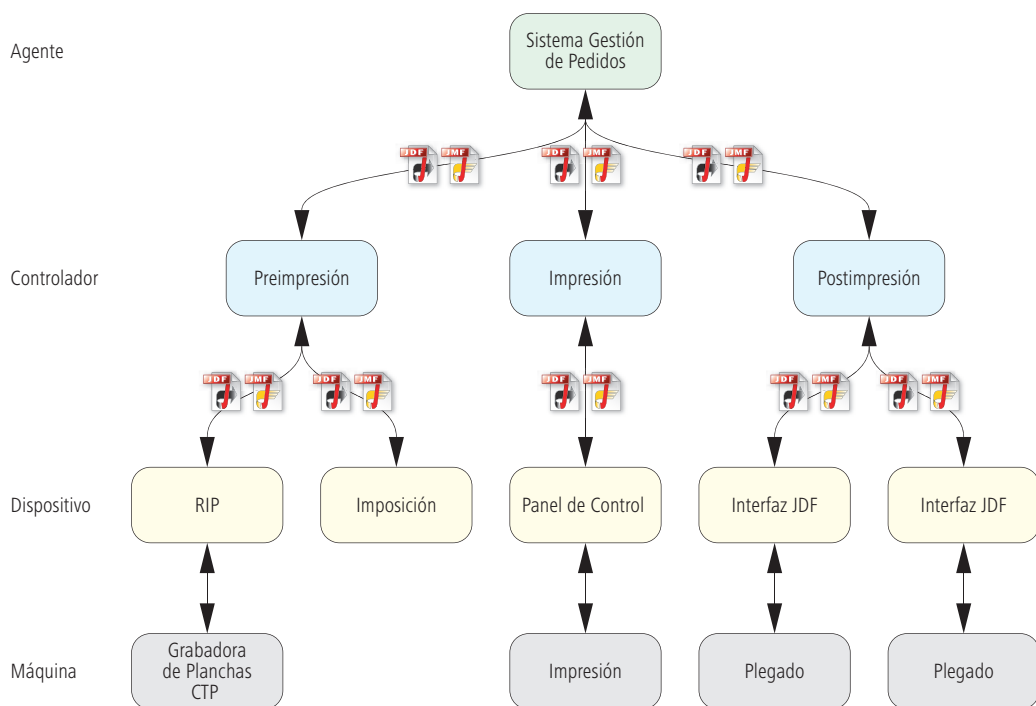 Agente
Sistema Gestión
de Pedidos
JDF JMF JDF JMF JDF JMF
Controlador
Preimpresión
Impresión
Postimpresión
JDF JMF JDF JMF JDF JMF JDF JMF JDF JMF
Dispositivo
RIP
Imposición
Panel de Control
Interfaz JDF
Interfaz JDF
Máquina
Grabadora
de Planchas
CTP
Impresión
Plegado
Plegado